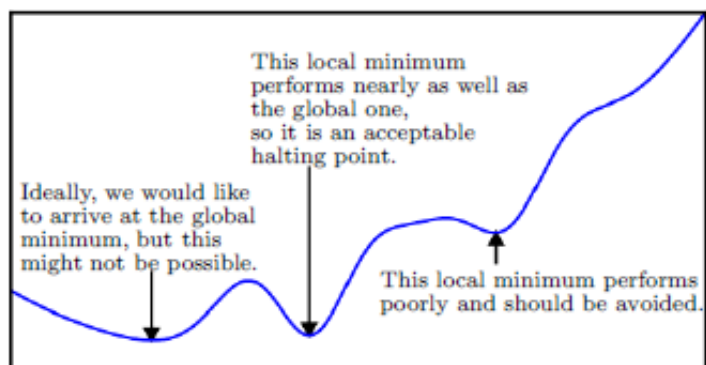 This local minimum
performs nearly as well as
the global one,
so it is an acceptable
halting point.
Ideally, we would like
to arrive at the global
minimum, but this
might not be possible.
This local minimum performs
poorly and should be avoided.